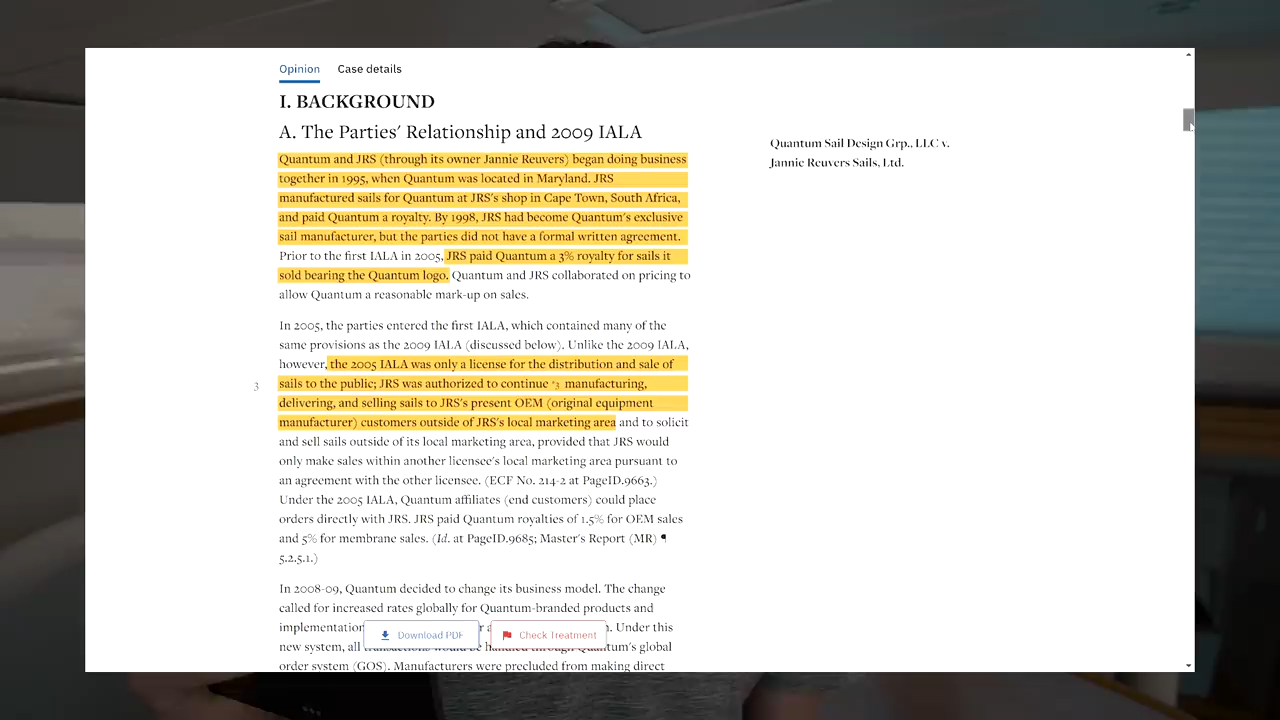 Opinion Case details
I. BACKGROUND
A. The Parties' Relationship and 2009 IALA
Quantum and JRS (through its owner Jannie Reuvers) began doing business
together in 1995, when Quantum was located in Maryland. JRS
manufactured sails for Quantum at JRS's shop in Cape Town, South Africa,
and paid Quantum a royalty. By 1998, JRS had become Quantum's exclusive
sail manufacturer, but the parties did not have a formal written agreement.
Prior to the first IALA in 2005, JRS paid Quantum a 3% royalty for sails it
sold bearing the Quantum logo. Quantum and JRS collaborated on pricing to
allow Quantum a reasonable mark-up on sales.
In 2005, the parties entered the first IALA, which contained many of the
same provisions as the 2009 IALA (discussed below). Unlike the 2009 IALA,
however, the 2005 IALA was only a license for the distribution and sale of
3 sails to the public; JRS was authorized to continue *3 manufacturing,
delivering, and selling sails to JRS's present OEM (original equipment
manufacturer) customers outside of JRS's local marketing area and to solicit
and sell sails outside of its local marketing area, provided that JRS would
only make sales within another licensee's local marketing area pursuant to
an agreement with the other licensee. (ECF No. 214-2 at PageID.9663.)
Under the 2005 IALA, Quantum affiliates (end customers) could place
orders directly with JRS. JRS paid Quantum royalties of 1.5% for OEM sales
and 5% for membrane sales. (Id. at PageID.9685; Master's Report (MR) ¶
5.2.5.1.)
In 2008-09, Quantum decided to change its business model. The change
called for increased rates globally for Quantum-branded products and
implementation Under this
new system, all transactions would be handled through Quantum's global
order system (GOS). Manufacturers were precluded from making direct
Download PDF Check Treatment
Quantum Sail Design Grp., LLC v.
Jannie Reuvers Sails, Ltd.